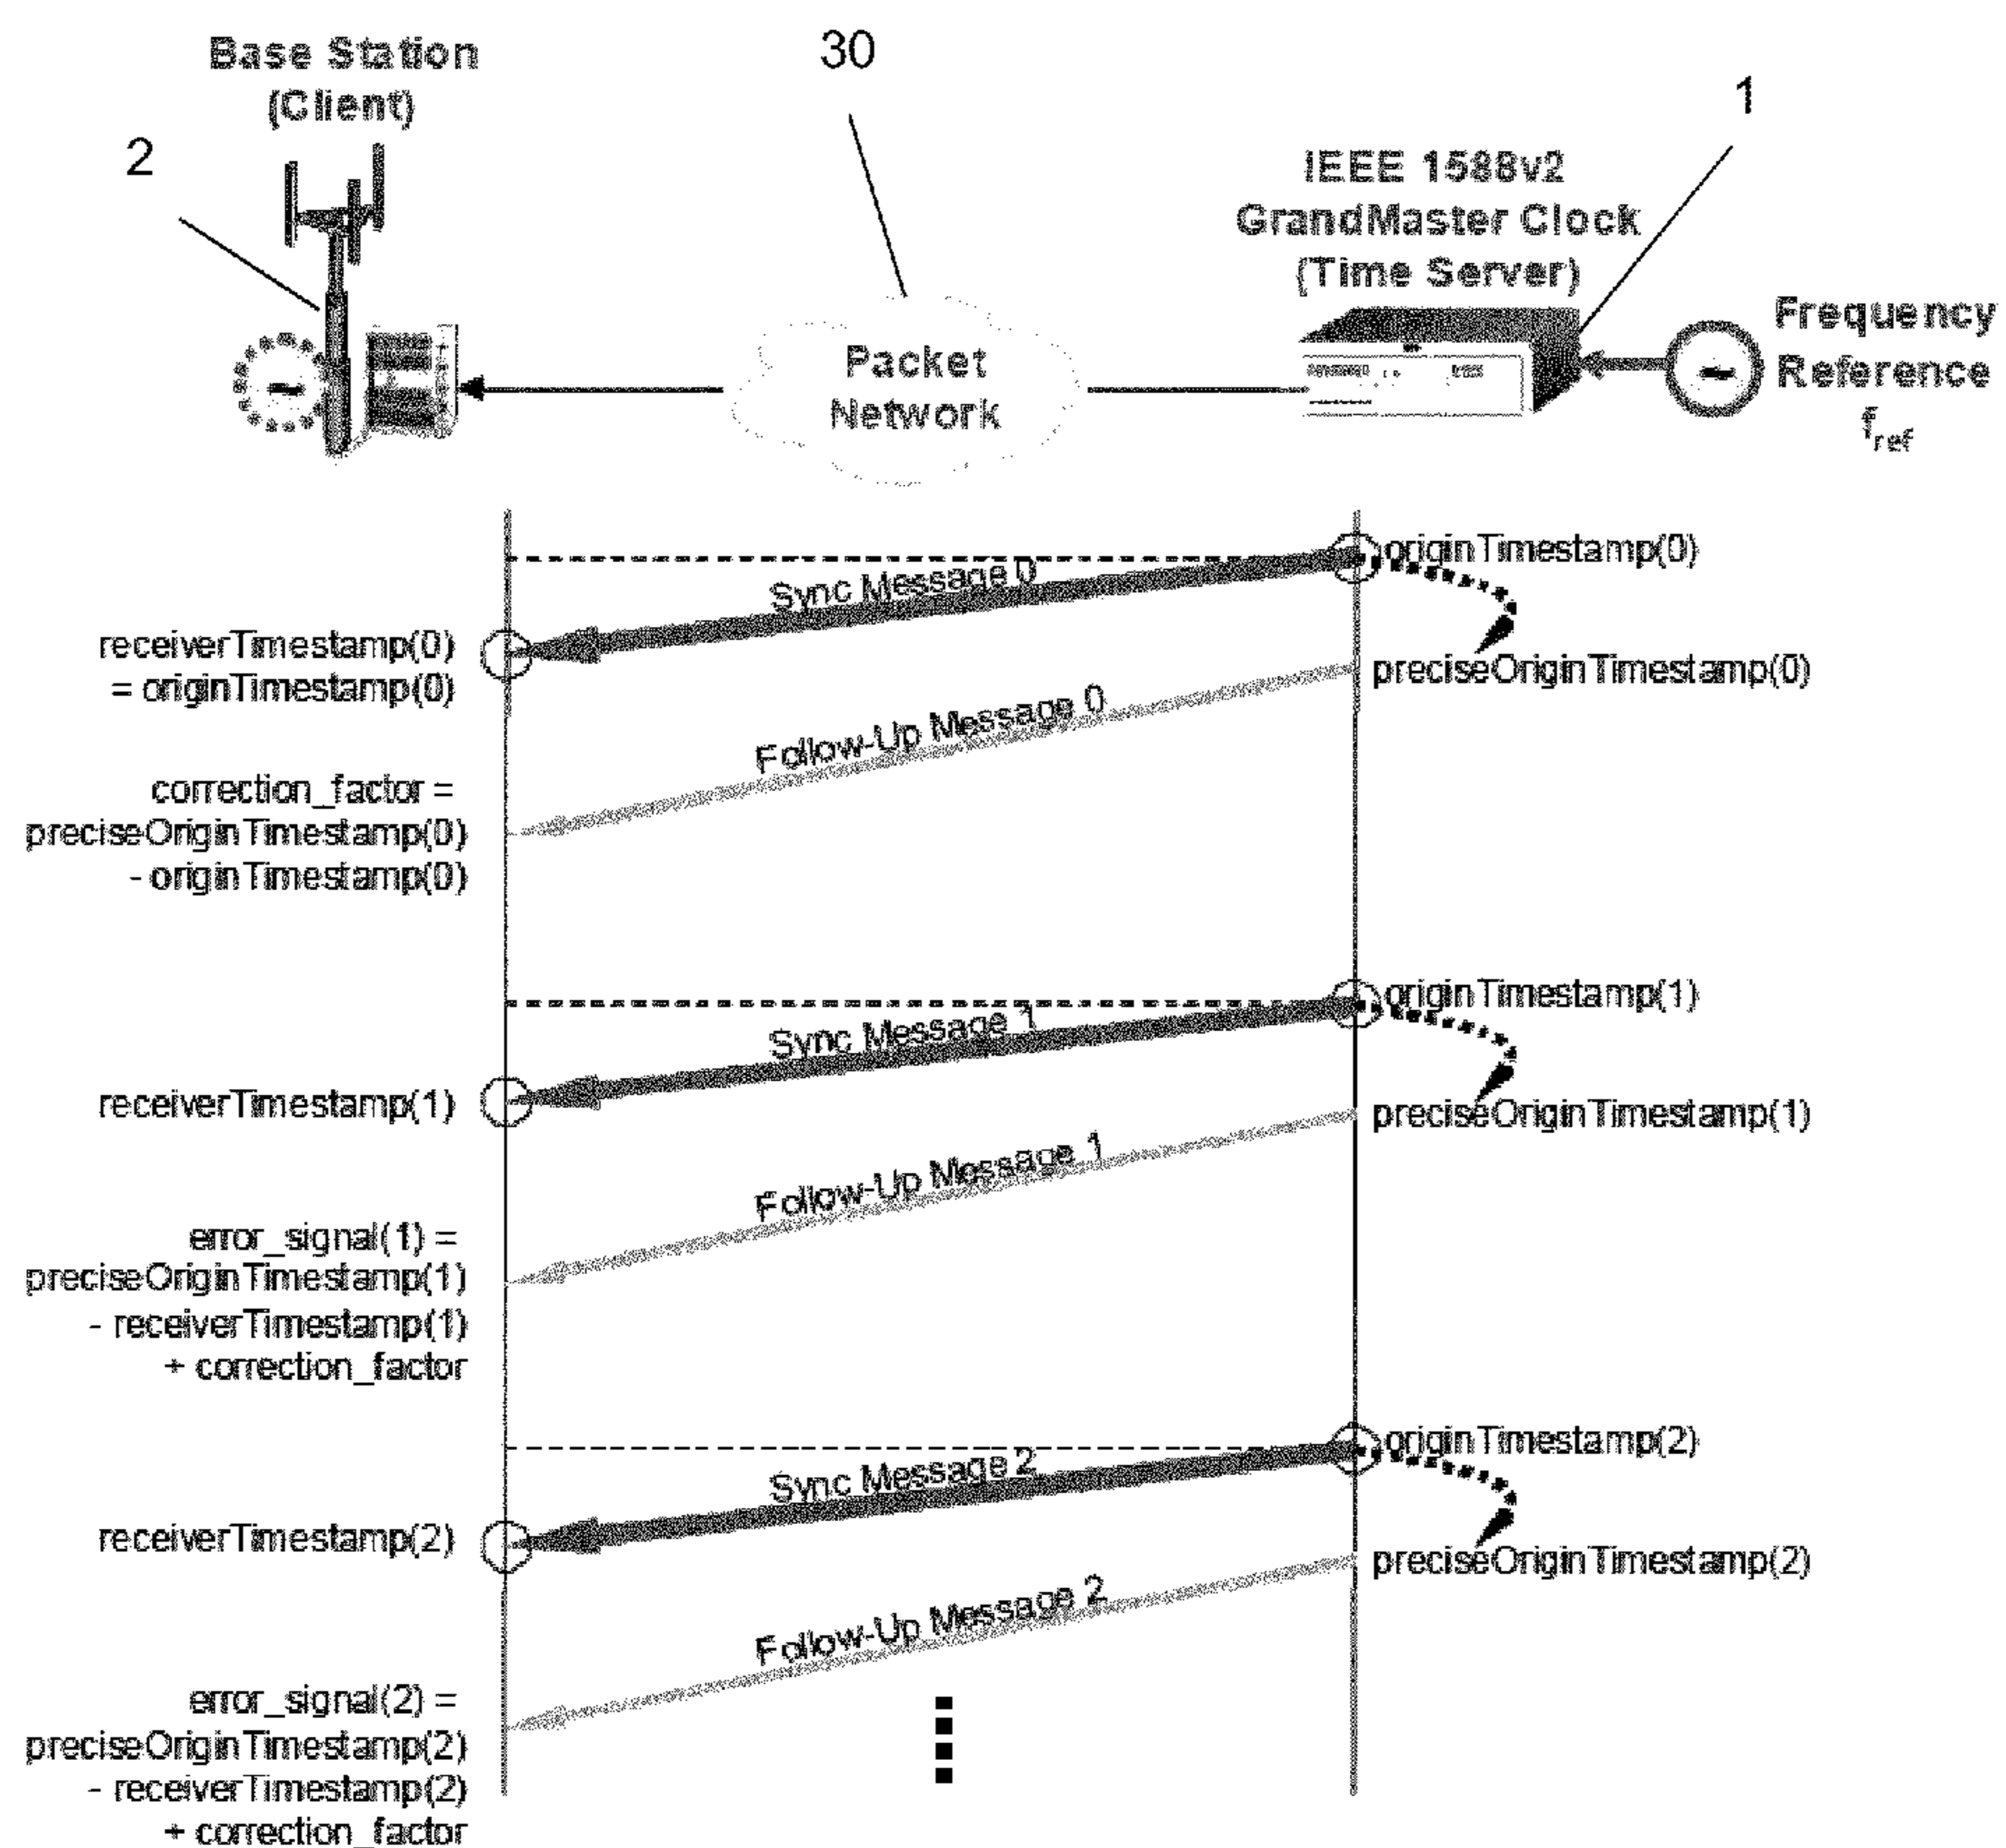 Base Station
(Client)
30
1
2
IEEE 1588v2
GrandMaster Clock
(Time Server)
Frequency
Reference
fref
Packet
Network
originTimestamp(0)
Sync Message 0
receiverTimestamp(0)
= originTimestamp(0)
preciseOriginTimestamp(0)
Follow-Up Message 0
correction_factor =
preciseOriginTimestamp(0)
- originTimestamp(0)
originTimestamp(1)
Sync Message 1
receiverTimestamp(1)
preciseOriginTimestamp(1)
Follow-Up Message 1
error_signal(1) =
preciseOriginTimestamp(1)
- receiverTimestamp(1)
+ correction_factor
originTimestamp(2)
Sync Message 2
receiverTimestamp(2)
preciseOriginTimestamp(2)
Follow-Up Message 2
error_signal(2) =
preciseOriginTimestamp(2)
- receiverTimestamp(2)
+ correction_factor